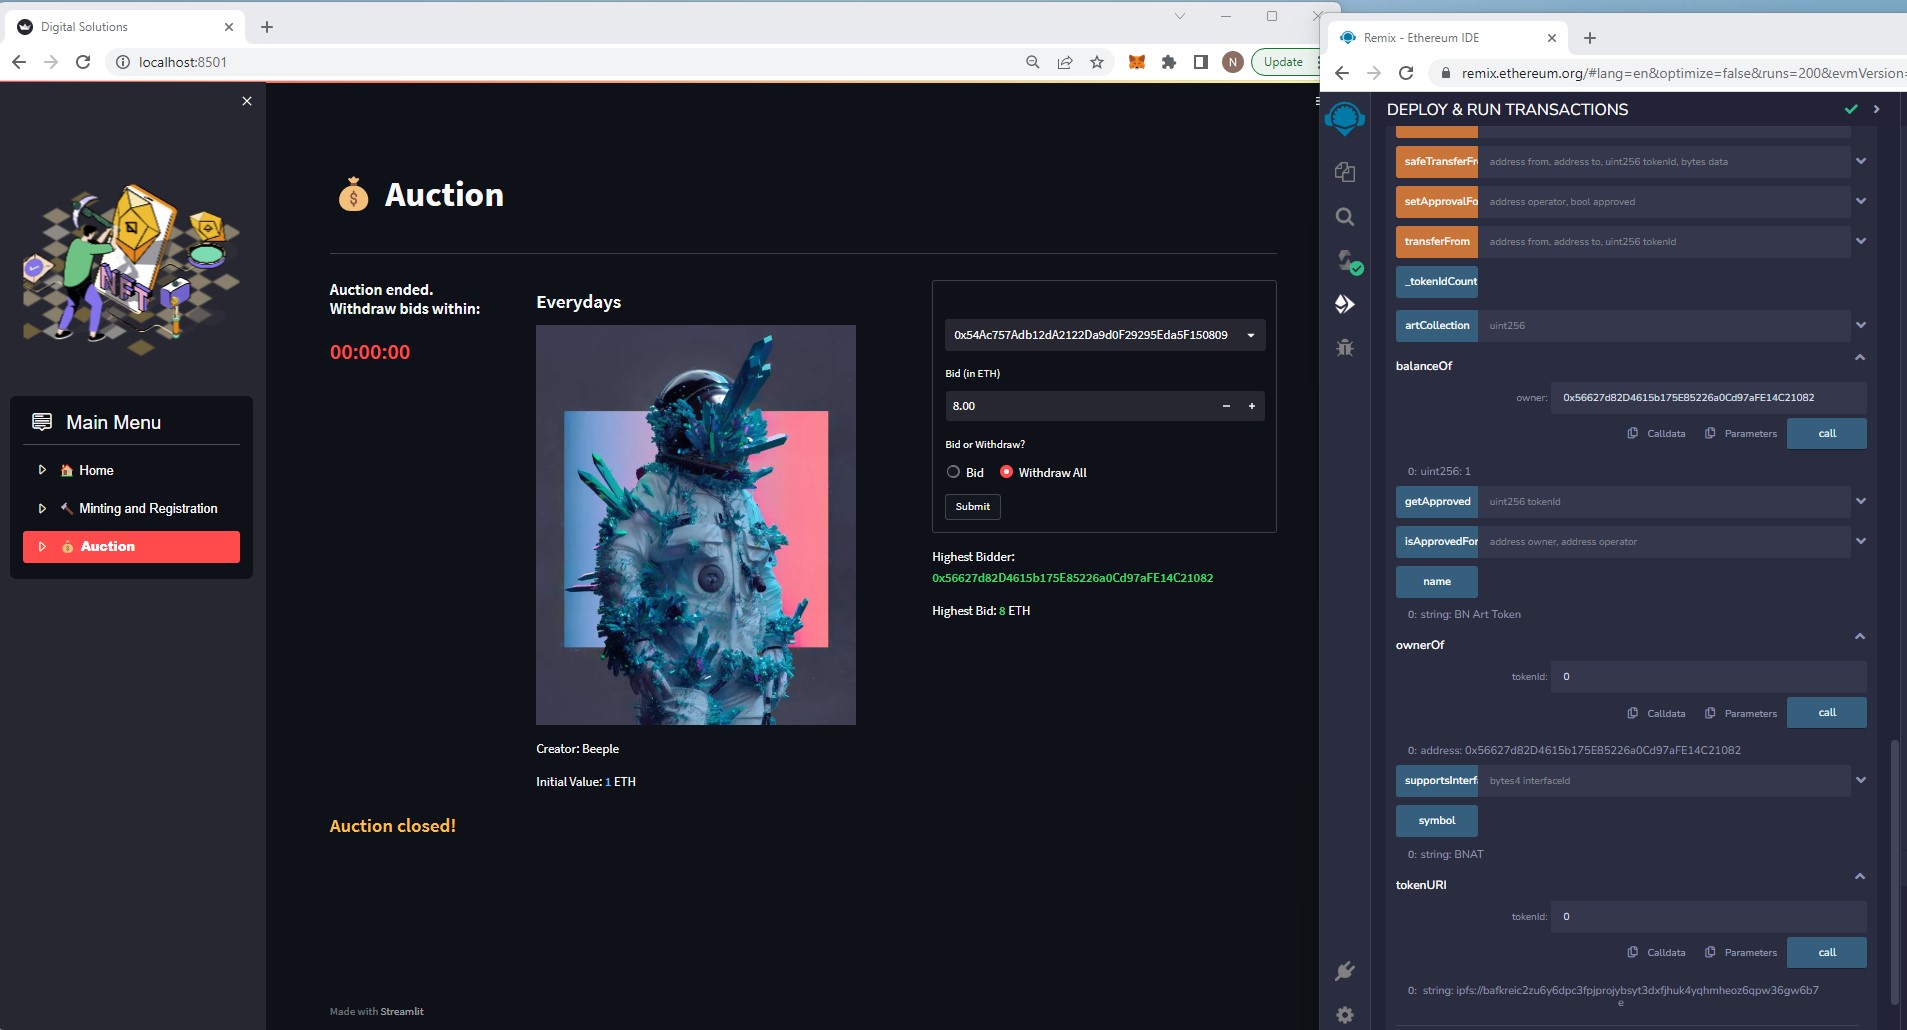 Digital Solutions
localhost:8501
N
Update
Main Menu
Home
Minting and Registration
Auction
NFT
Auction
Auction ended.
Withdraw bids within:
00:00:00
Everydays
Creator: Beeple
Initial Value: 1 ETH
Auction closed!
Made with Streamlit
0x54Ac757Adb12dA2122Da9d0F29295Eda5F150809
Bid (in ETH)
8.00
Bid or Withdraw?
Bid
Withdraw All
Submit
Highest Bidder:
0x56627d82D4615b175E85226a0Cd97aFE14C21082
Highest Bid: 8 ETH
Remix - Ethereum IDE
remix.ethereum.org/#lang=en&optimize=false&runs=200&evmVersion=
DEPLOY & RUN TRANSACTIONS
safeTransferFr address from, address to, uint256 tokenId, bytes data
setApprovalFo address operator, bool approved
transferFrom address from, address to, uint256 tokenId
_tokenIdCount
artCollection uint256
balanceOf
owner: 0x56627d82D4615b175E85226a0Cd97aFE14C21082
Calldata Parameters call
0: uint256: 1
getApproved uint256 tokenId
isApprovedFor address owner, address operator
name
0: string: BN Art Token
ownerOf
tokenId: 0
Calldata Parameters call
0: address: 0x56627d82D4615b175E85226a0Cd97aFE14C21082
supportsInterfa bytes4 interfaceId
symbol
0: string: BNAT
tokenURI
tokenId: 0
Calldata Parameters call
0: string: ipfs://bafkreic2zu6y6dpc3fpjprojybsyt3dxfjhuk4yqhmheoz6qpw36gw6b7
e